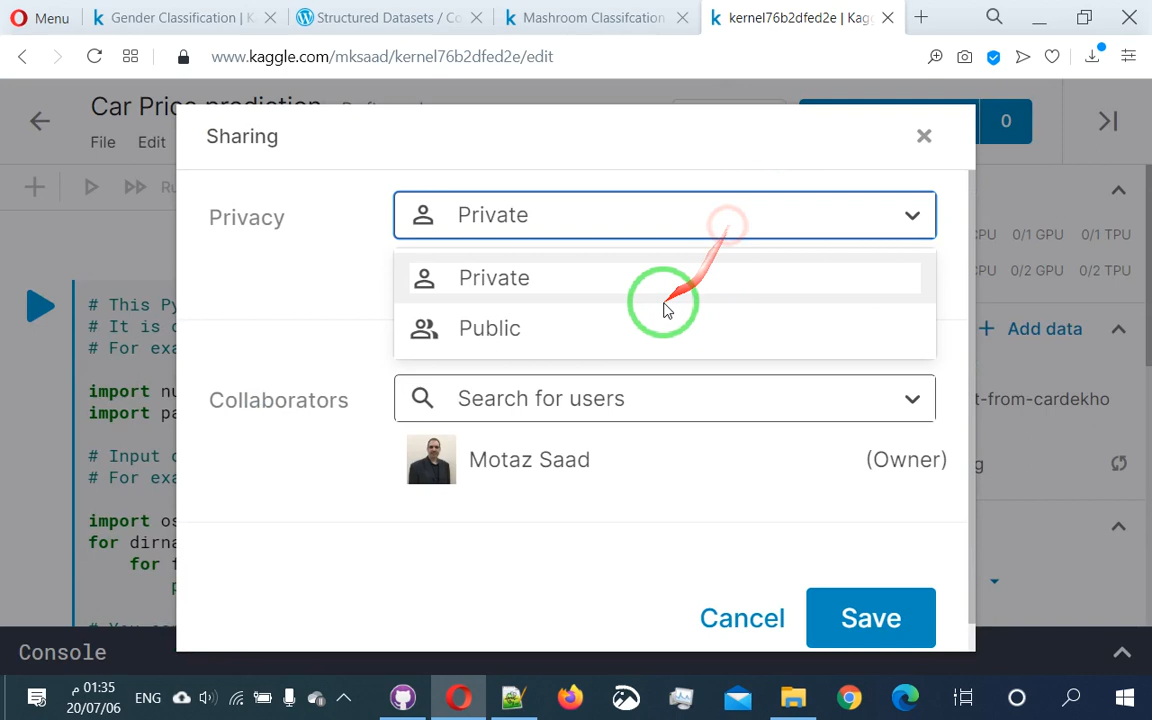 Menu
Gender Classification | K
Structured Datasets / Co
Mashroom Classifcation
kernel76b2dfed2e | Kagg
www.kaggle.com/mksaad/kernel76b2dfed2e/edit
Car Price prediction
0
File Edit
Sharing
Privacy
Private
Private
Public
Collaborators
Search for users
Motaz Saad
(Owner)
Cancel
Save
CPU 0/1 GPU 0/1 TPU
CPU 0/2 GPU 0/2 TPU
+ Add data
t-from-cardekho
g
# This Py
# It is d
# For exa
import nu
import pa
# Input d
# For exa
import os
for dirna
for f
p
# You can
Console
ENG
01:35 م
20/07/06